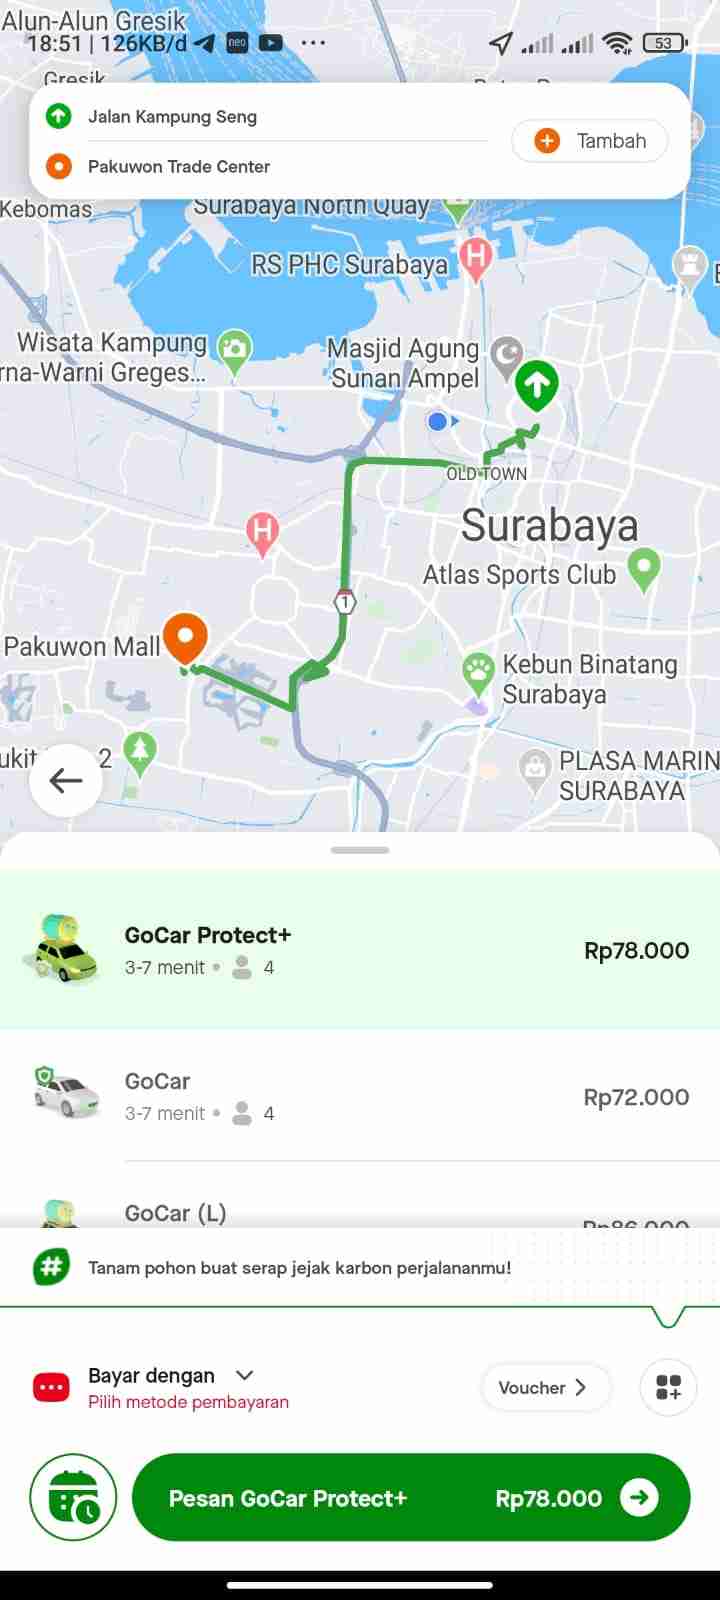 Alun-Alun Gresik
18:51 | 126KB/d
neo
53
Gresik
Jalan Kampung Seng
Tambah
Pakuwon Trade Center
Kebomas
Surabaya North Quay
H
RS PHC Surabaya
Wisata Kampung
rna-Warni Greges...
Masjid Agung
Sunan Ampel
OLD TOWN
Surabaya
H
Atlas Sports Club
1
Pakuwon Mall
Kebun Binatang
Surabaya
ukit
2
PLASA MARIN
SURABAYA
GoCar Protect+
Rp78.000
3-7 menit • 4
GoCar
Rp72.000
3-7 menit • 4
GoCar (L)
Rp86.000
# Tanam pohon buat serap jejak karbon perjalananmu!
Bayar dengan
Pilih metode pembayaran
Voucher
Pesan GoCar Protect+ Rp78.000